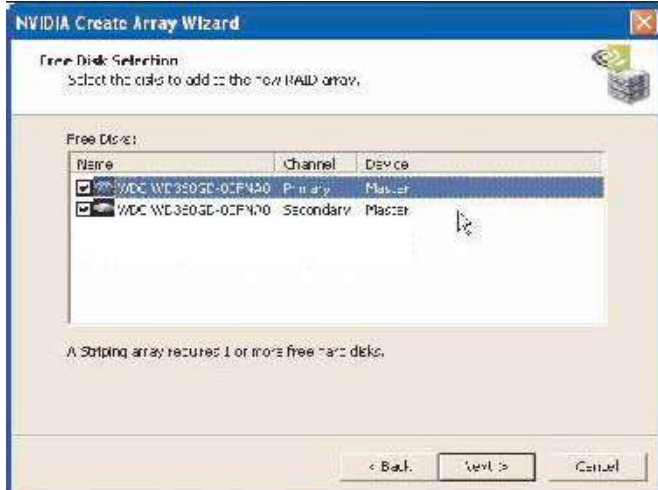 NVIDIA Create Array Wizard
Free Disk Selection
Select the disks to add to the new RAID array.
Free Disks:
Name Channel Device
WDC Primary Master
WDC Secondary Master
A Striping array requires 1 or more free hard disks.
< Back Next > Cancel